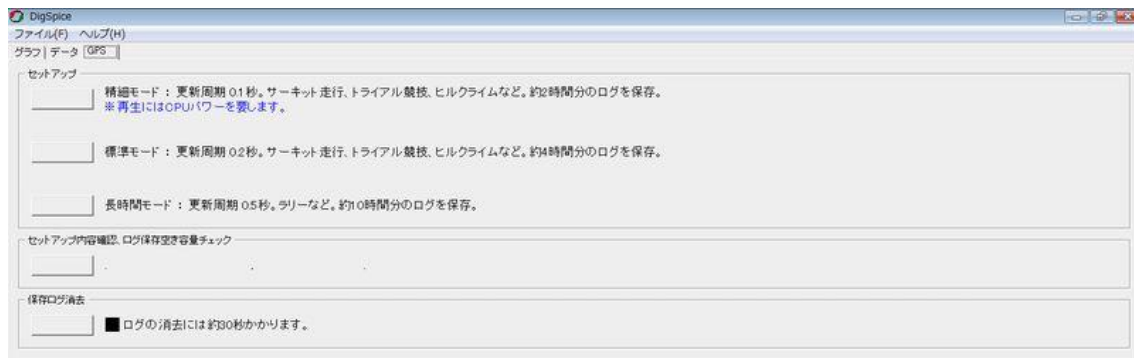 DigSpice
ファイル(F) ヘルプ(H)
グラフ データ GPS
セットアップ
精細モード : 更新周期 0.1秒。サーキット走行、トライアル競技、ヒルクライムなど。約2時間分のログを保存。
※再生にはCPUパワーを要します。
標準モード : 更新周期 0.2秒。サーキット走行、トライアル競技、ヒルクライムなど。約4時間分のログを保存。
長時間モード : 更新周期 0.5秒。ラリーなど。約10時間分のログを保存。
セットアップ内容確認、ログ保存空き容量チェック
保存ログ消去
ログの消去には約30秒かかります。